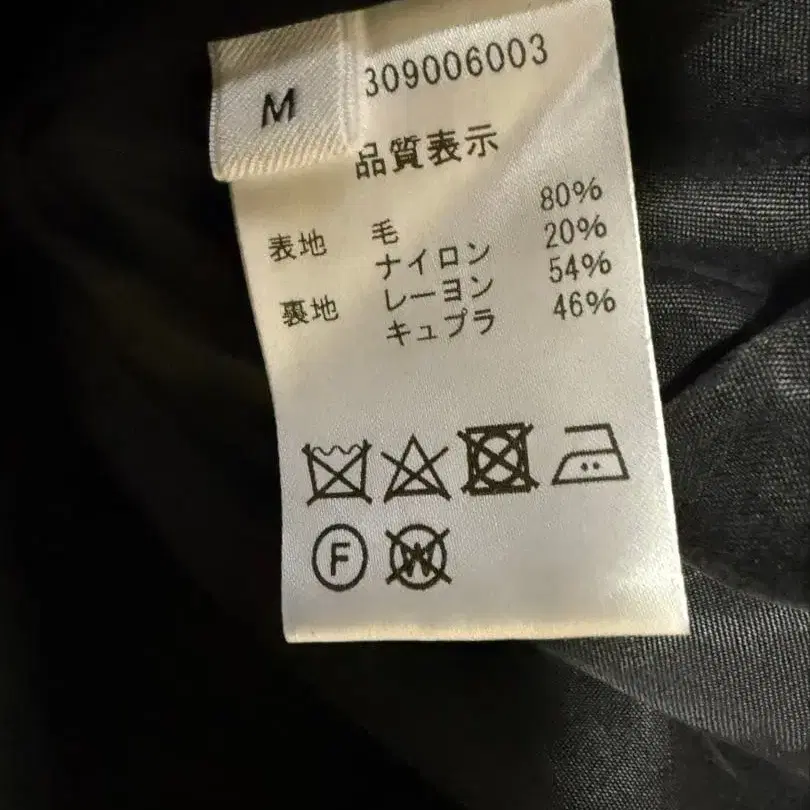 M
309006003
品質表示
表地 毛 80%
ナイロン 20%
裏地 レーヨン 54%
キュプラ 46%
F W